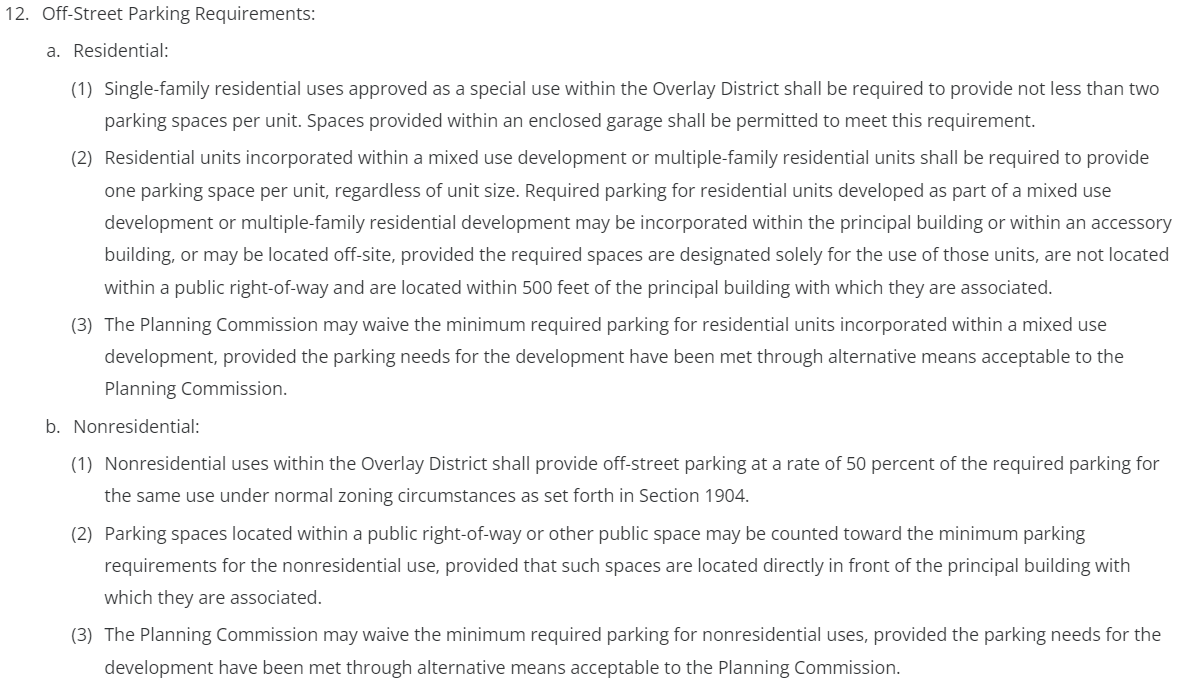 12. Off-Street Parking Requirements:
a. Residential:
(1) Single-family residential uses approved as a special use within the Overlay District shall be required to provide not less than two
parking spaces per unit. Spaces provided within an enclosed garage shall be permitted to meet this requirement.
(2) Residential units incorporated within a mixed use development or multiple-family residential units shall be required to provide
one parking space per unit, regardless of unit size. Required parking for residential units developed as part of a mixed use
development or multiple-family residential development may be incorporated within the principal building or within an accessory
building, or may be located off-site, provided the required spaces are designated solely for the use of those units, are not located
within a public right-of-way and are located within 500 feet of the principal building with which they are associated.
(3) The Planning Commission may waive the minimum required parking for residential units incorporated within a mixed use
development, provided the parking needs for the development have been met through alternative means acceptable to the
Planning Commission.
b. Nonresidential:
(1) Nonresidential uses within the Overlay District shall provide off-street parking at a rate of 50 percent of the required parking for
the same use under normal zoning circumstances as set forth in Section 1904.
(2) Parking spaces located within a public right-of-way or other public space may be counted toward the minimum parking
requirements for the nonresidential use, provided that such spaces are located directly in front of the principal building with
which they are associated.
(3) The Planning Commission may waive the minimum required parking for nonresidential uses, provided the parking needs for the
development have been met through alternative means acceptable to the Planning Commission.